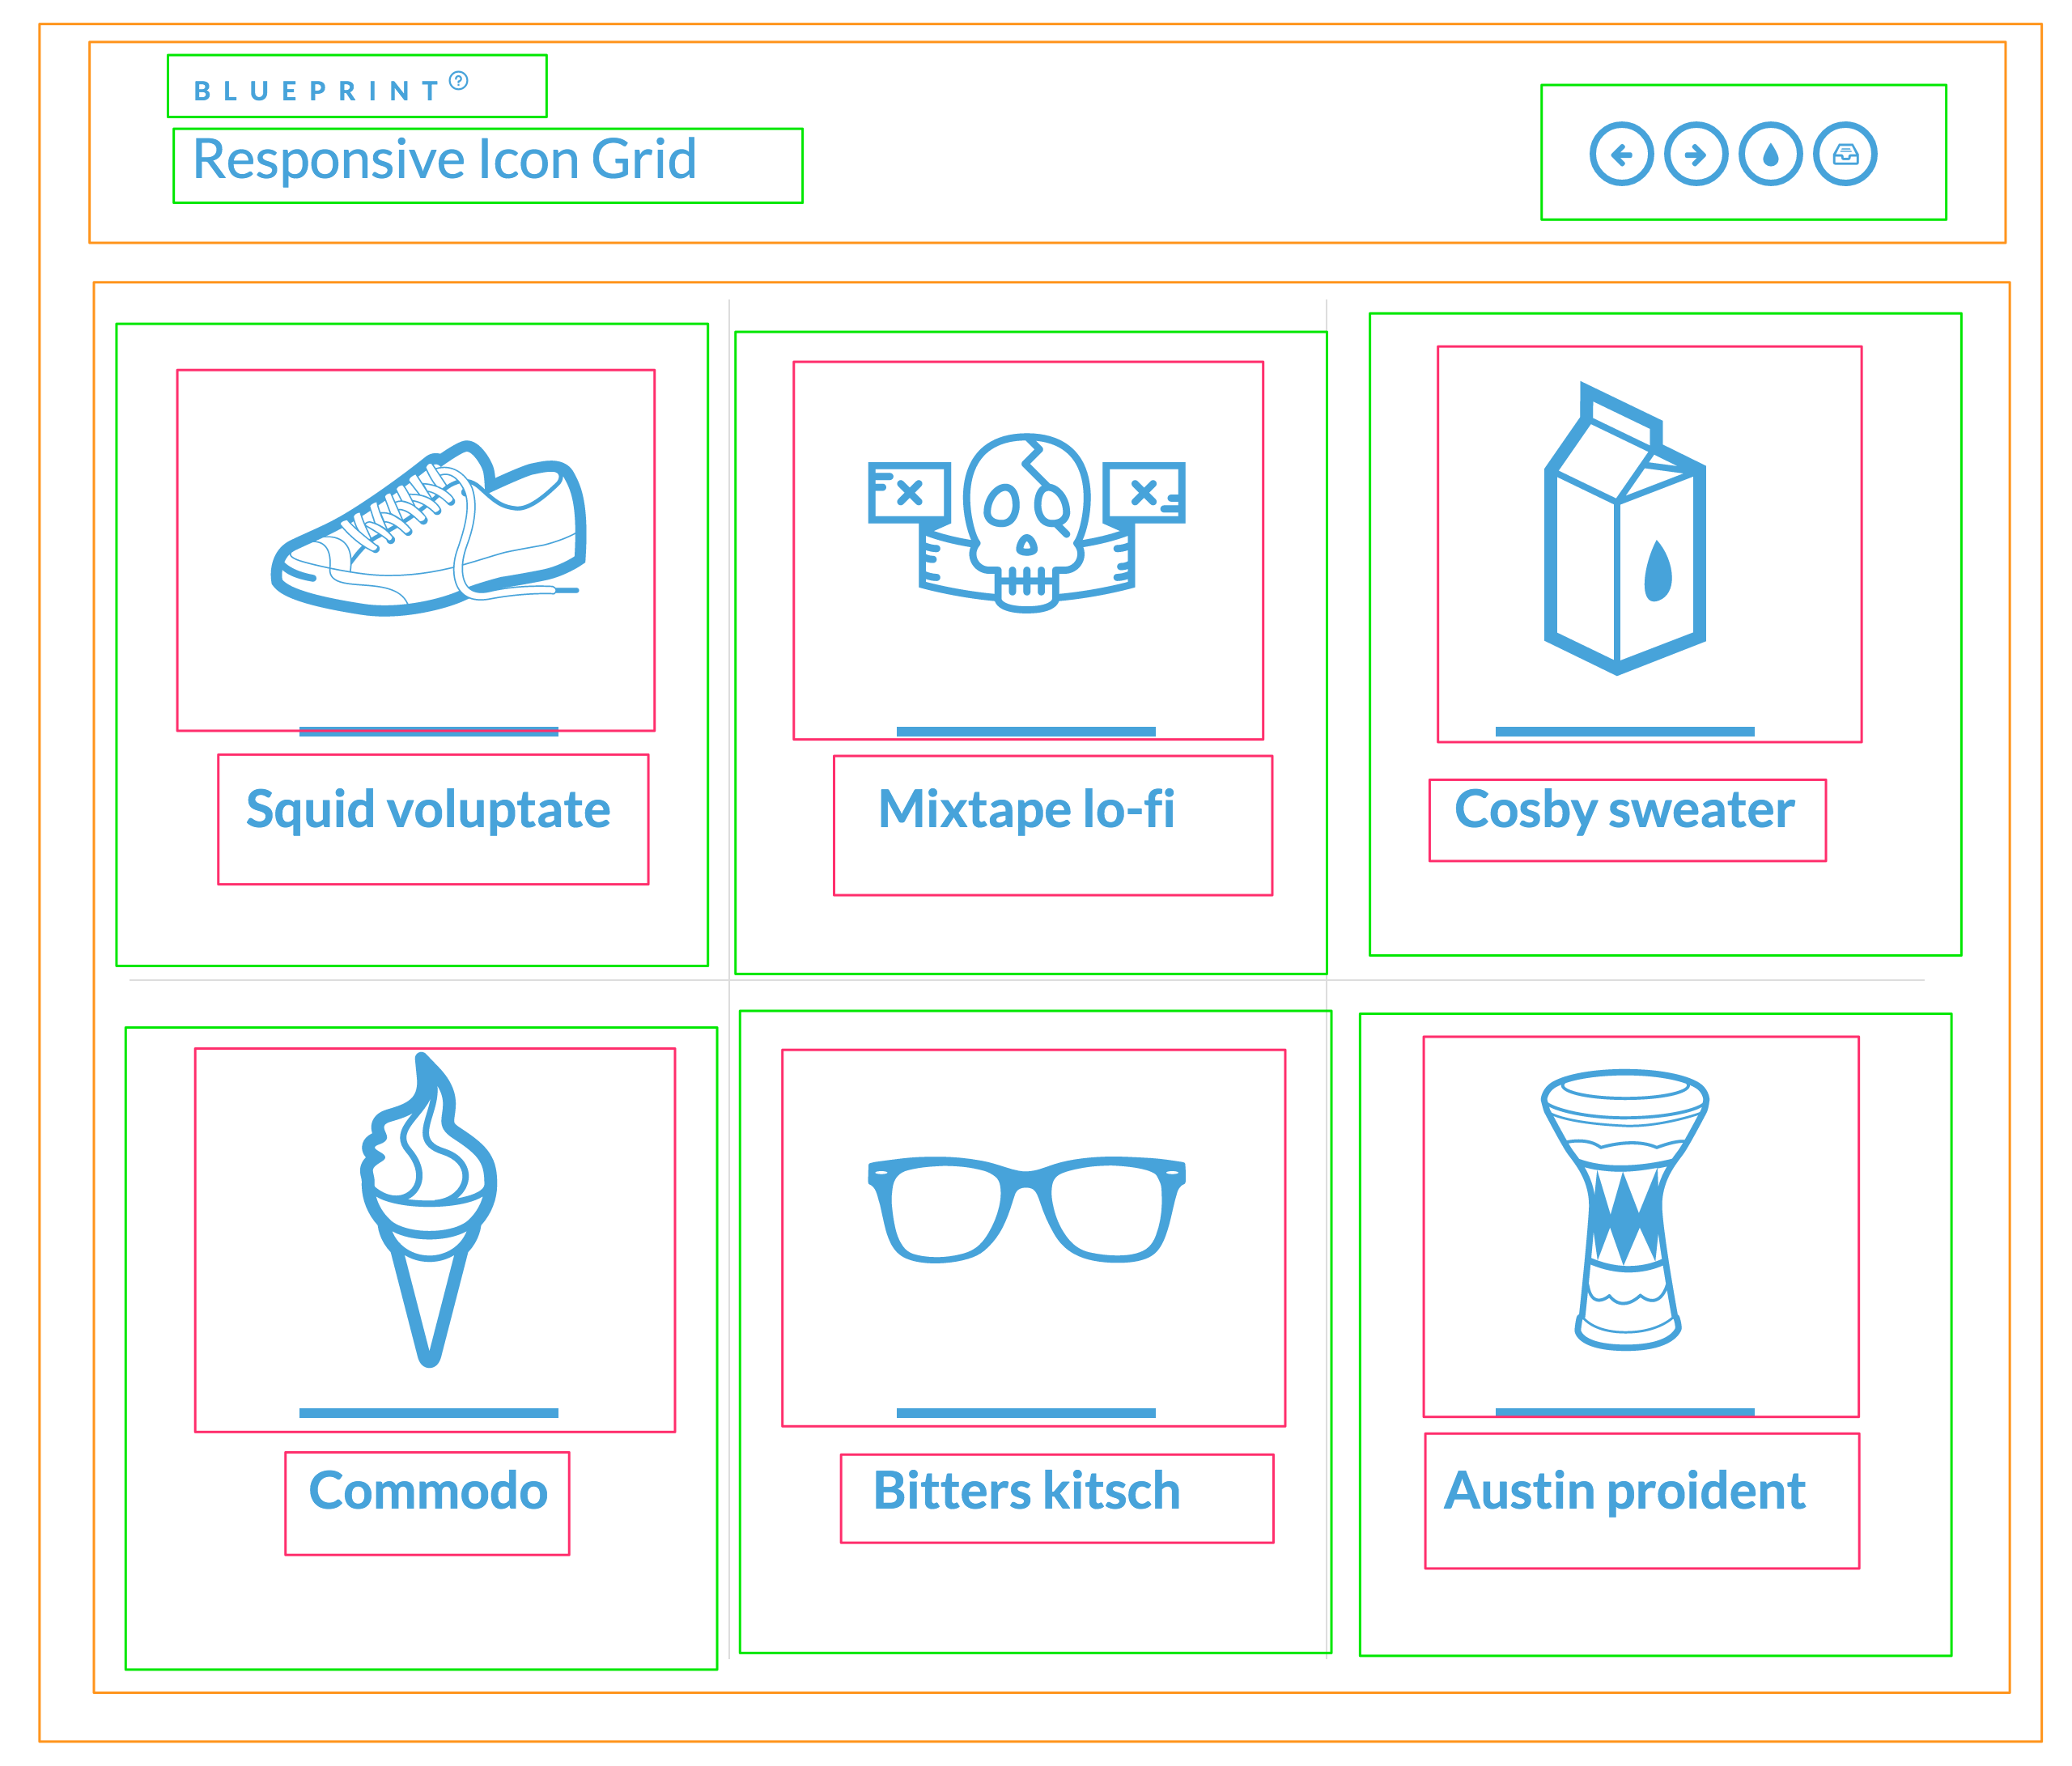 BLUEPRINT?
Responsive Icon Grid
Squid voluptate
Mixtape lo-fi
Cosby sweater
Commodo
Bitters kitsch
Austin proident